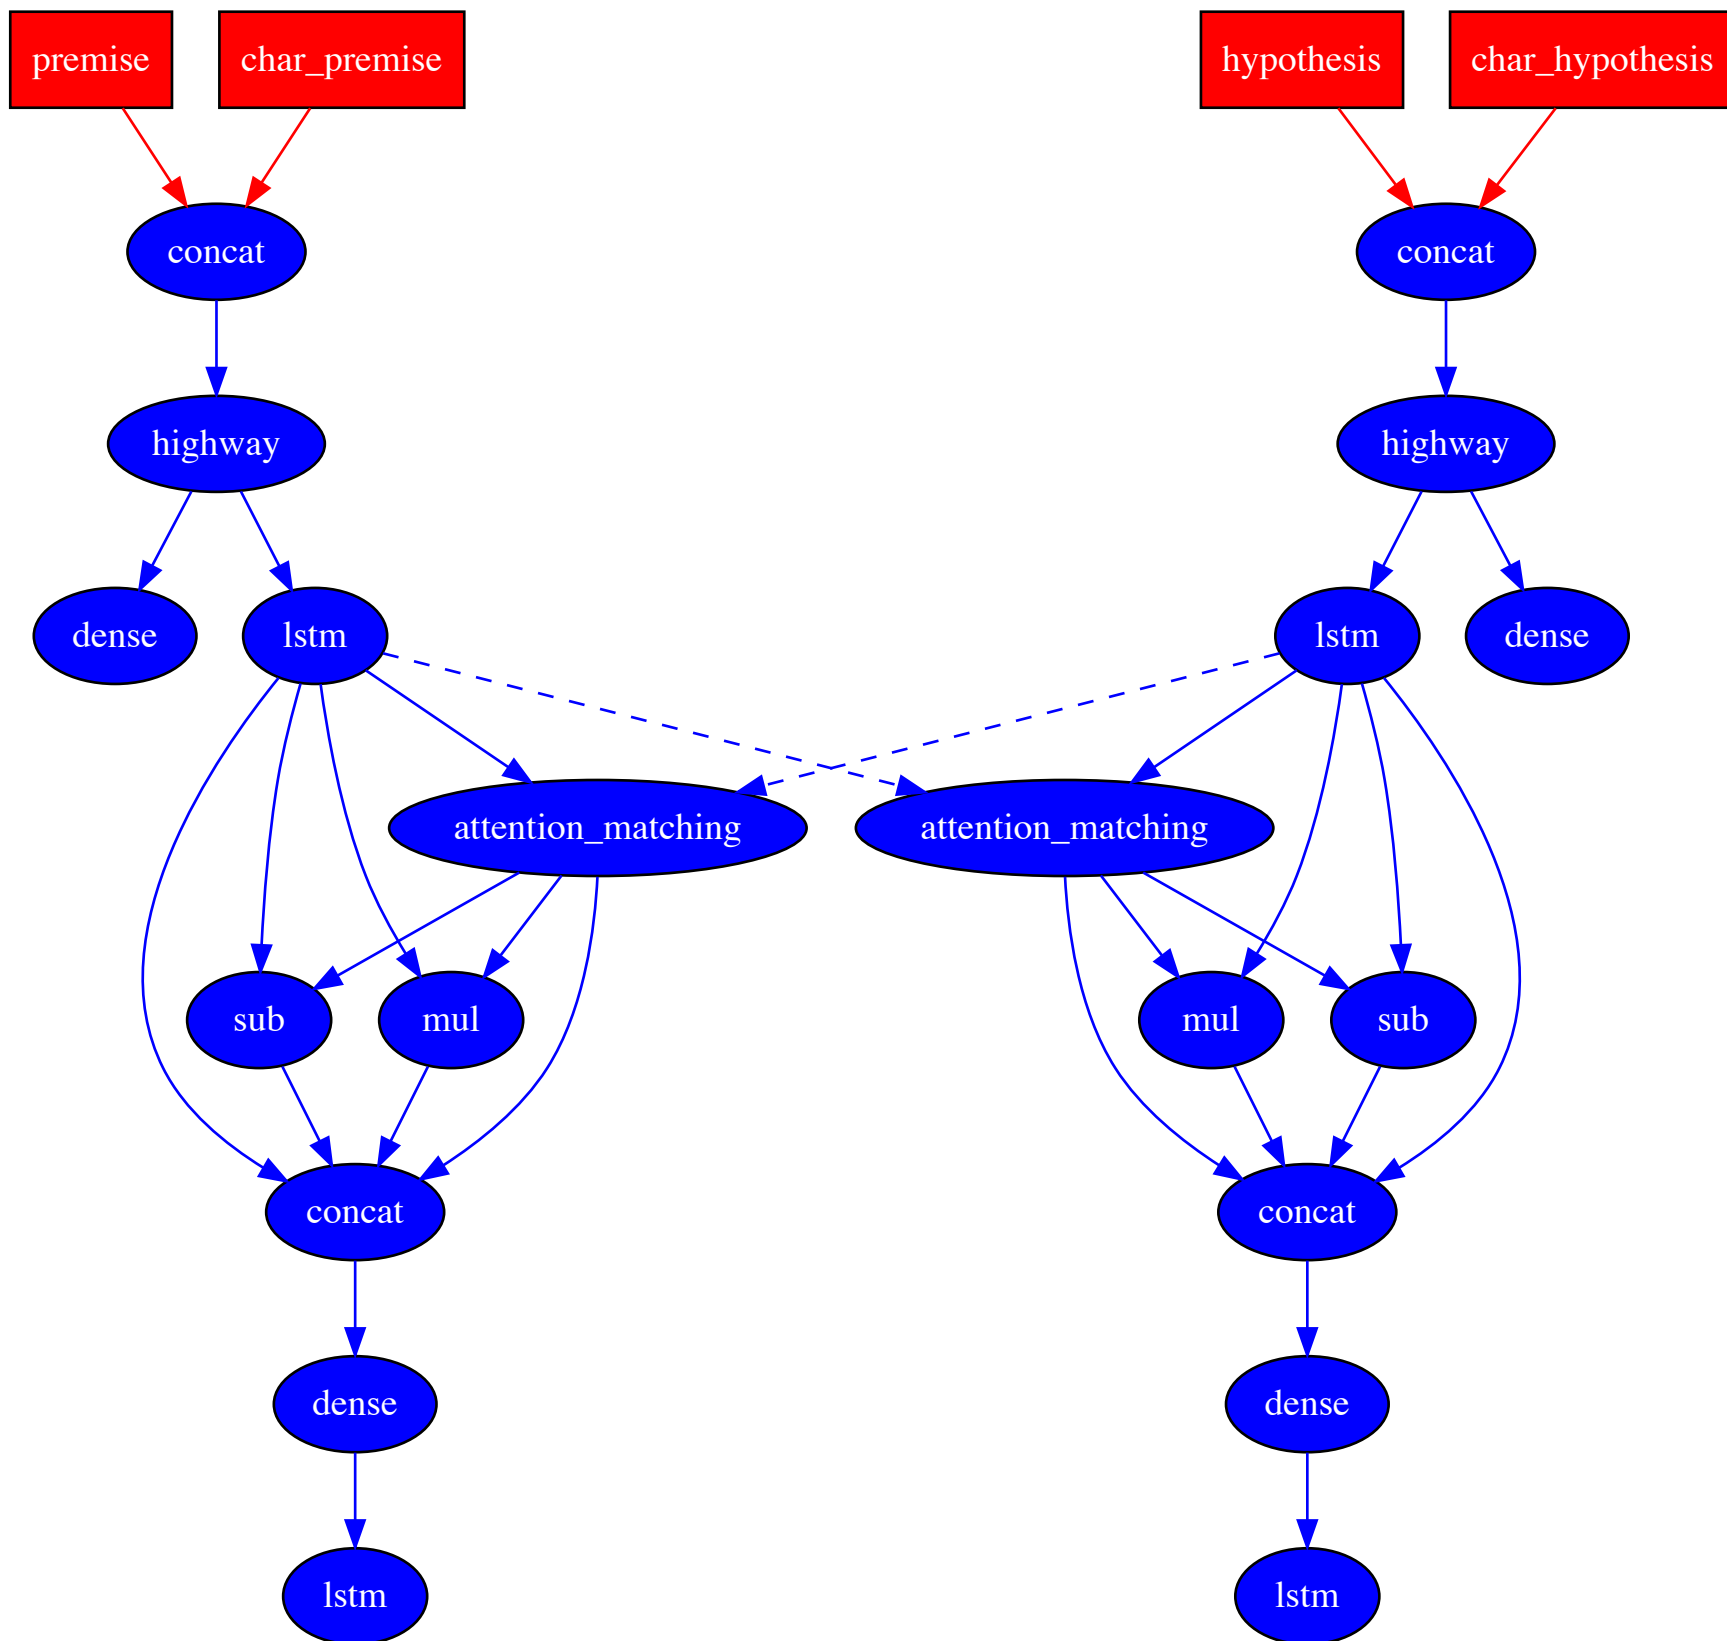 premise
char_premise
hypothesis
char_hypothesis
concat
concat
highway
highway
dense
lstm
lstm
dense
attention_matching
attention_matching
sub
mul
mul
sub
concat
concat
dense
dense
lstm
lstm